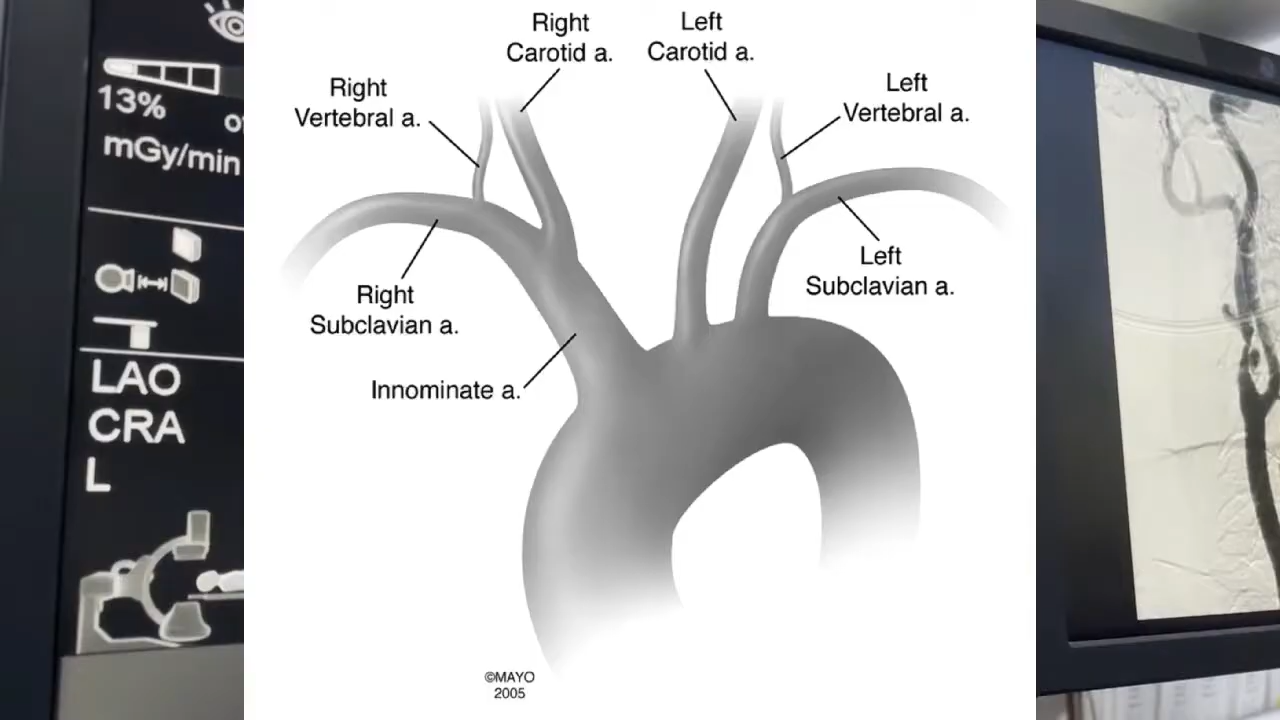 13%
mGy/min
LAO
CRA
L
Right
Carotid a.
Left
Carotid a.
Right
Vertebral a.
Left
Vertebral a.
Left
Subclavian a.
Right
Subclavian a.
Innominate a.
©MAYO
2005